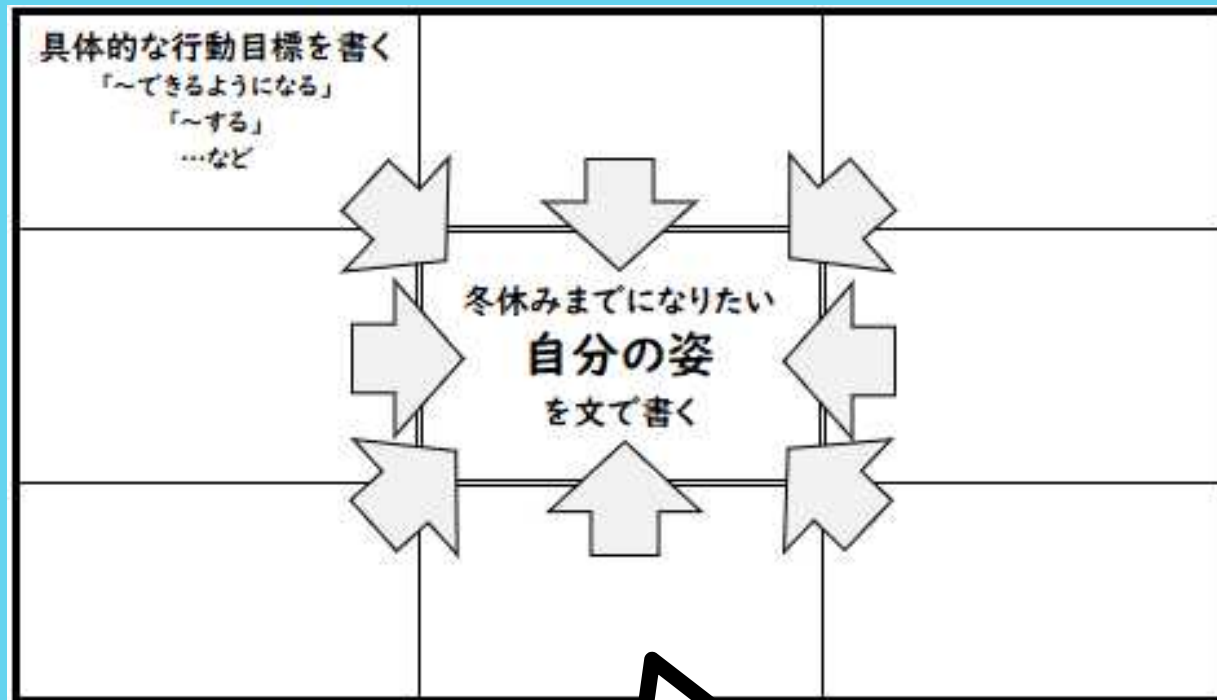 具体的な行動目標を書く
「～できるようになる」
「～する」
…など
冬休みまでになりたい
自分の姿
を文で書く